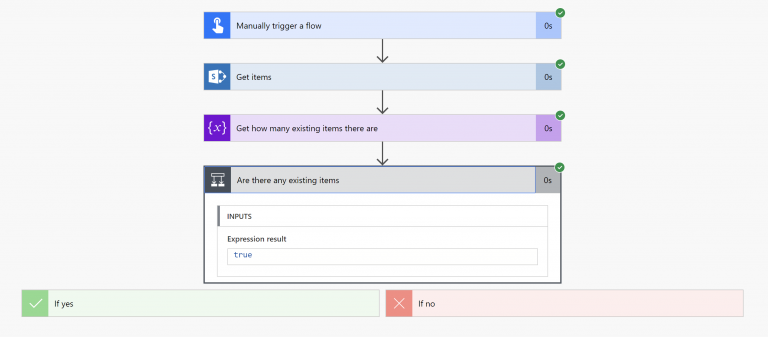 Manually trigger a flow 0s
S Get items 0s
{x} Get how many existing items there are 0s
Are there any existing items 0s
INPUTS
Expression result
true
If yes If no